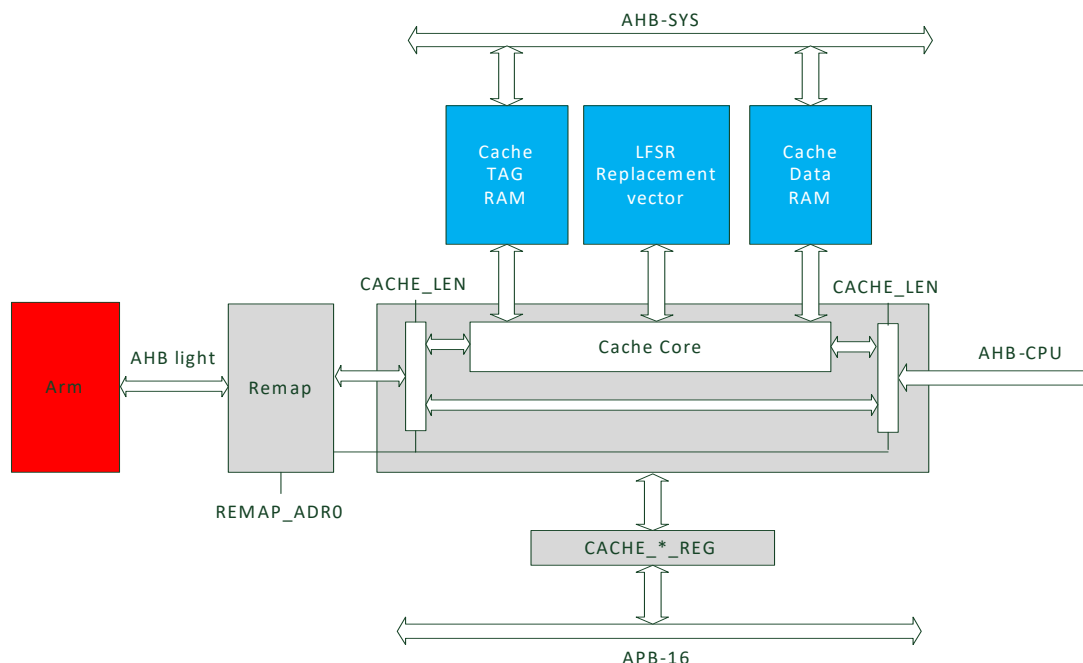 AHB-SYS
Cache
TAG
RAM
LFSR
Replacement
vector
Cache
Data
RAM
CACHE_LEN
CACHE_LEN
Arm
AHB light
Remap
Cache Core
AHB-CPU
REMAP_ADR0
CACHE_*_REG
APB-16